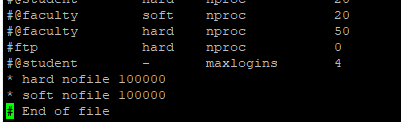 #@student hard nproc 20
#@faculty soft nproc 20
#@faculty hard nproc 50
#ftp hard nproc 0
#@student - maxlogins 4
* hard nofile 100000
* soft nofile 100000
# End of file